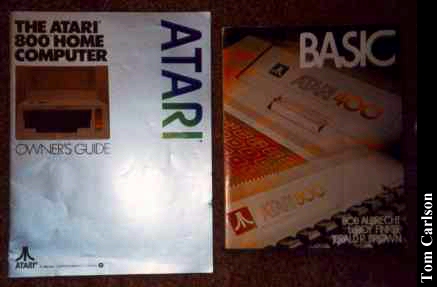 THE ATARI
800 HOME
COMPUTER
ATARI
OWNER'S GUIDE
ATARI
BASIC
ATARI 400
ATARI 800
BOB ALBRECHT
LEROY FINKEL
JERALD R. BROWN
Tom Carlson